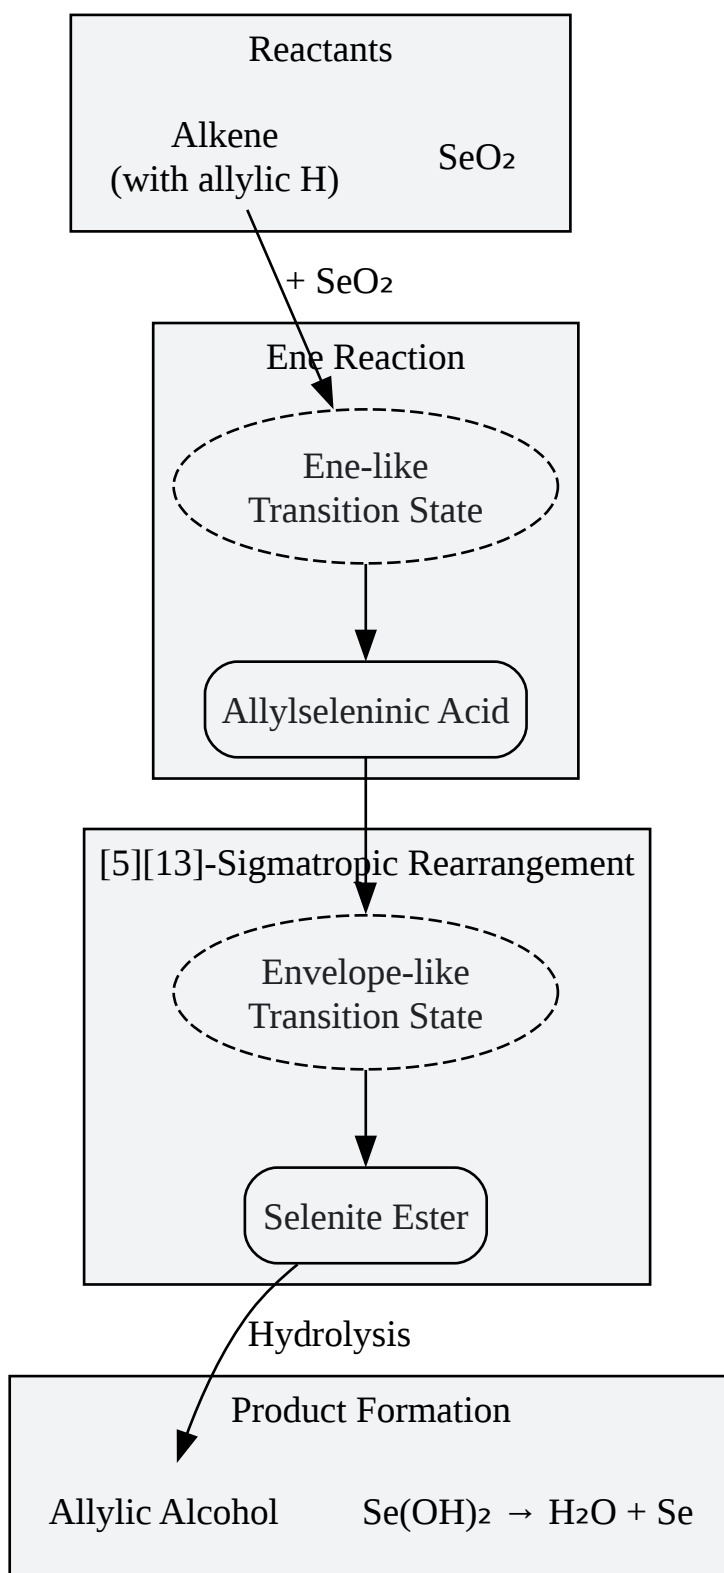 Reactants
Alkene
(with allylic H)
SeO₂
+ SeO₂
Ene Reaction
Ene-like
Transition State
Allylseleninic Acid
[5][13]-Sigmatropic Rearrangement
Envelope-like
Transition State
Selenite Ester
Hydrolysis
Product Formation
Allylic Alcohol
Se(OH)₂ → H₂O + Se